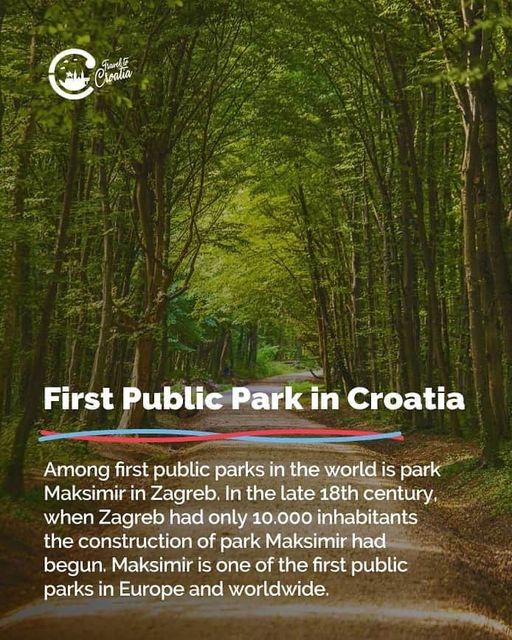 Travel to
Croatia
First Public Park in Croatia
Among first public parks in the world is park
Maksimir in Zagreb. In the late 18th century,
when Zagreb had only 10.000 inhabitants
the construction of park Maksimir had
begun. Maksimir is one of the first public
parks in Europe and worldwide.